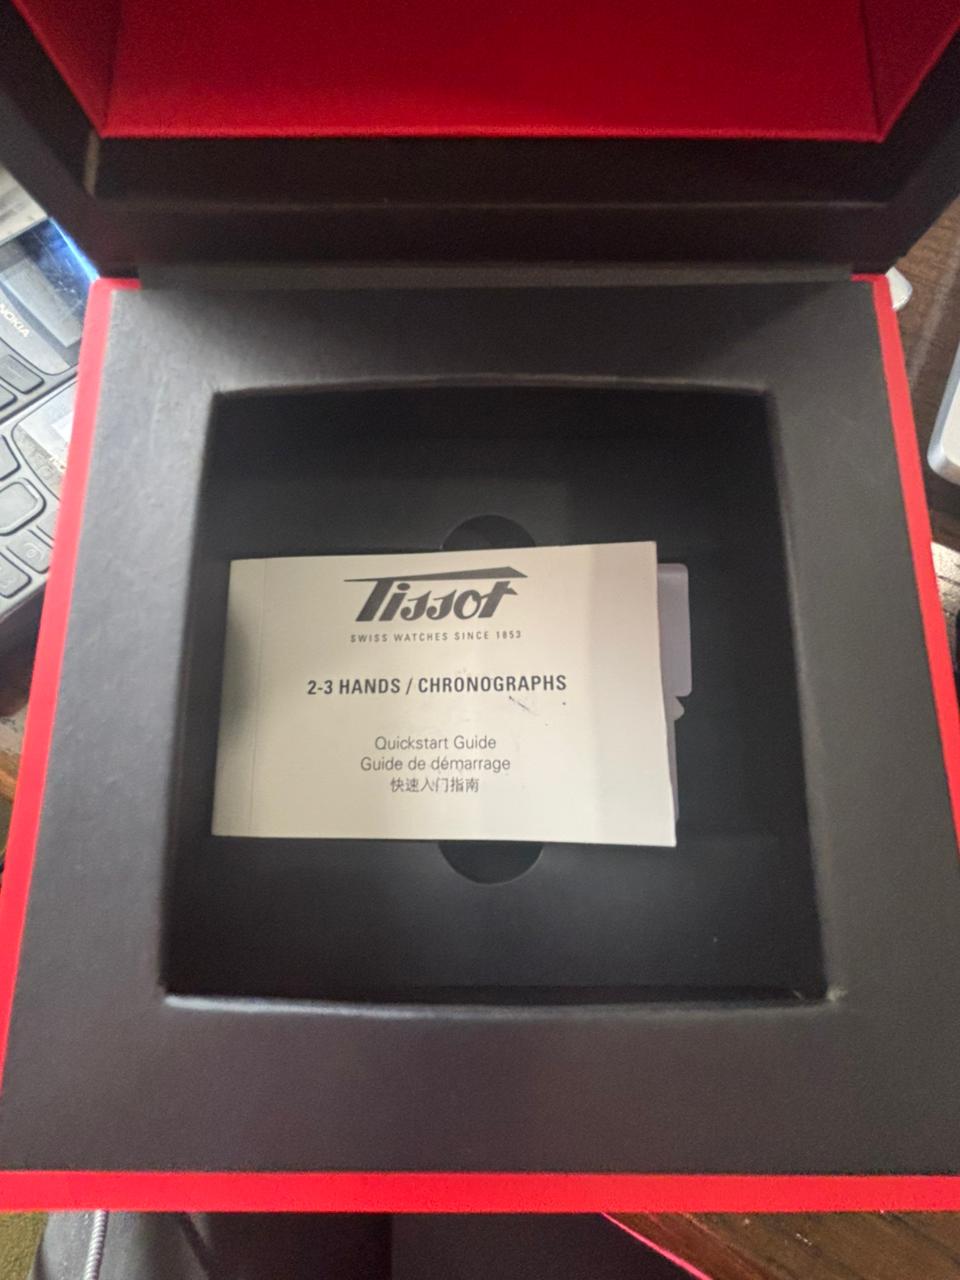 NOKIA
Tissot
SWISS WATCHES SINCE 1853
2-3 HANDS / CHRONOGRAPHS
Quickstart Guide
Guide de démarrage
快速入门指南